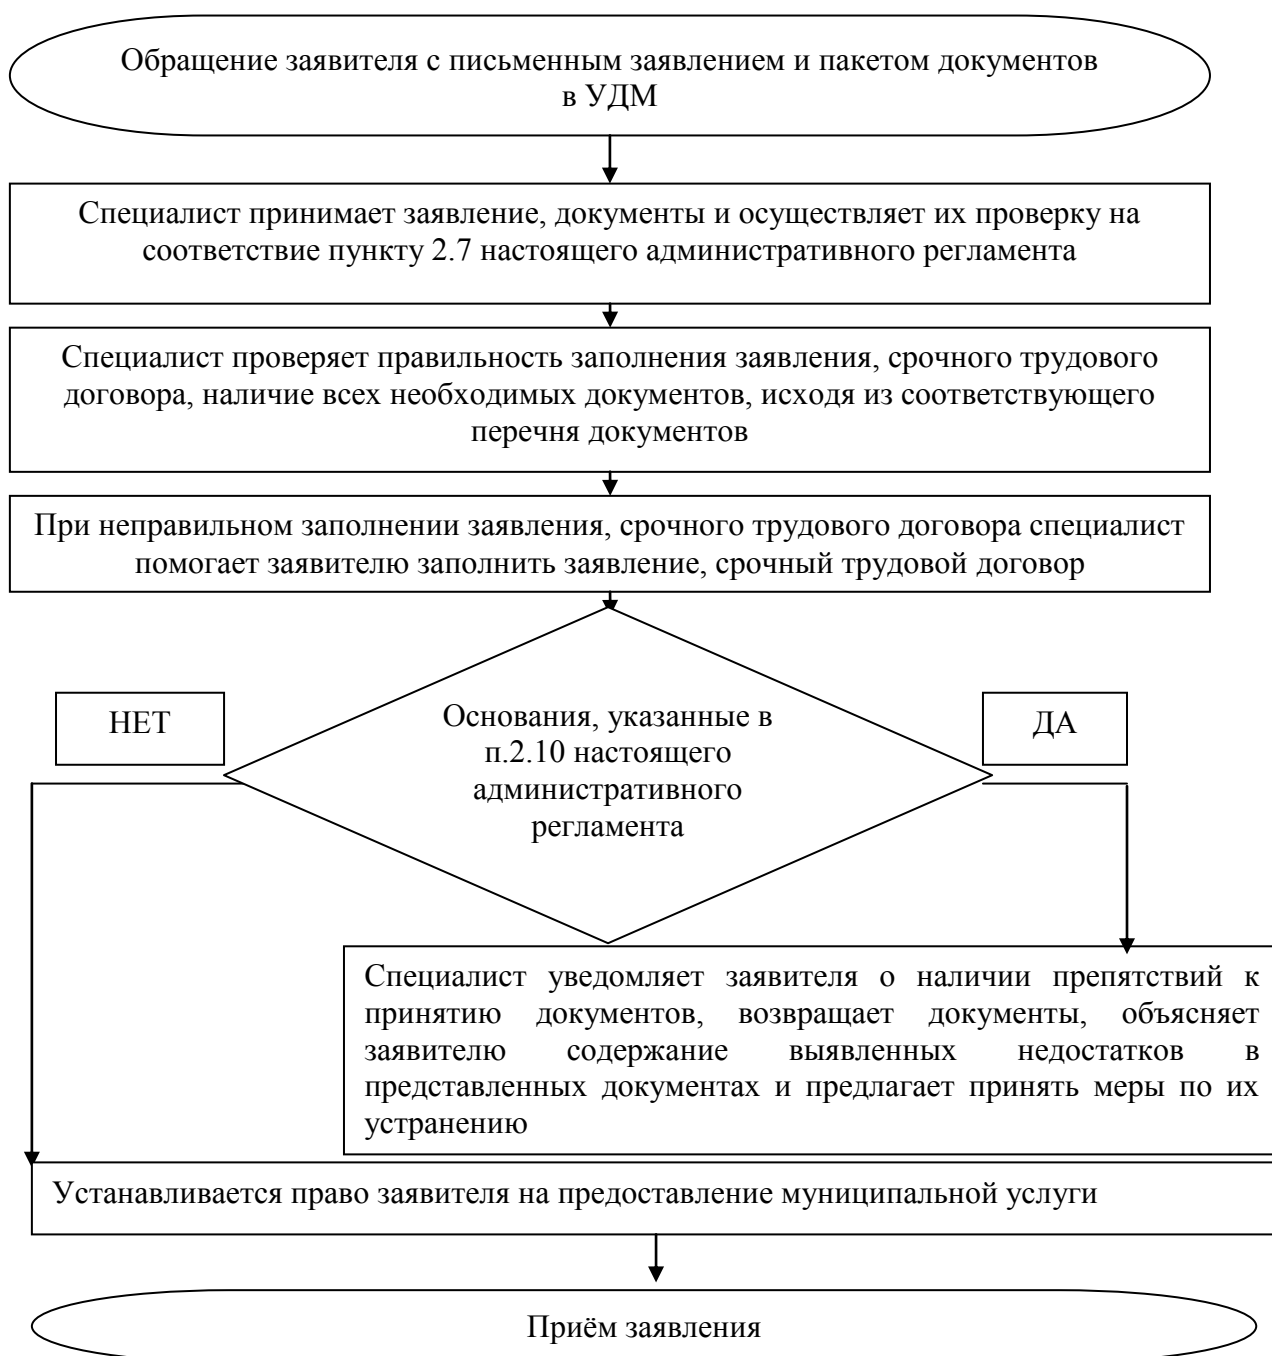 Обращение заявителя с письменным заявлением и пакетом документов
в УДМ
Специалист принимает заявление, документы и осуществляет их проверку на
соответствие пункту 2.7 настоящего административного регламента
Специалист проверяет правильность заполнения заявления, срочного трудового
договора, наличие всех необходимых документов, исходя из соответствующего
перечня документов
При неправильном заполнении заявления, срочного трудового договора специалист
помогает заявителю заполнить заявление, срочный трудовой договор
НЕТ
Основания, указанные в
п.2.10 настоящего
административного
регламента
ДА
Специалист уведомляет заявителя о наличии препятствий к
принятию документов, возвращает документы, объясняет
заявителю содержание выявленных недостатков в
представленных документах и предлагает принять меры по их
устранению
Устанавливается право заявителя на предоставление муниципальной услуги
Приём заявления